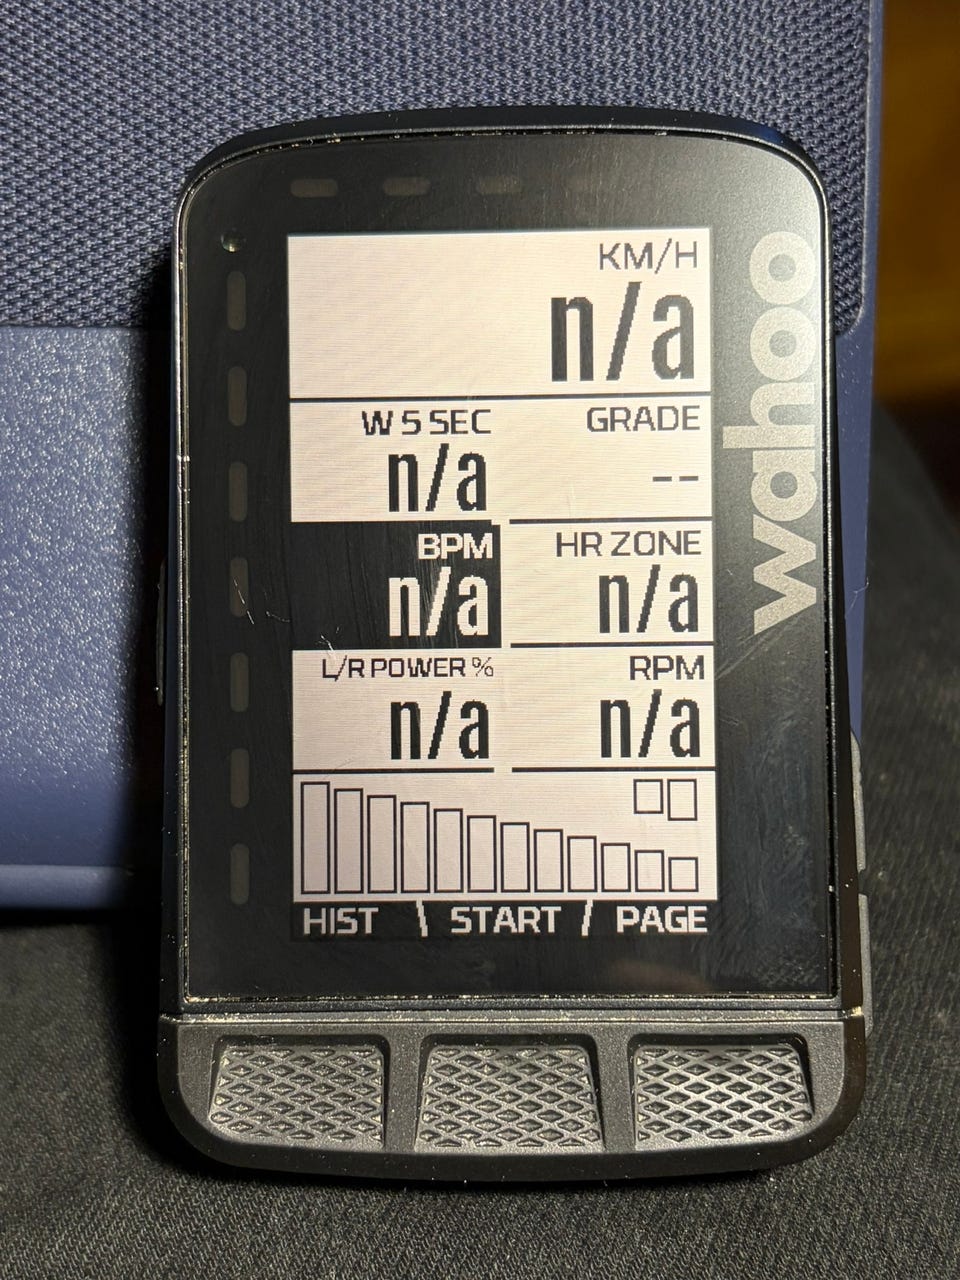 KM/H
n/a
W 5 SEC GRADE
n/a --
BPM HR ZONE
n/a n/a
L/R POWER % RPM
n/a n/a
HIST \ START / PAGE
wahoo